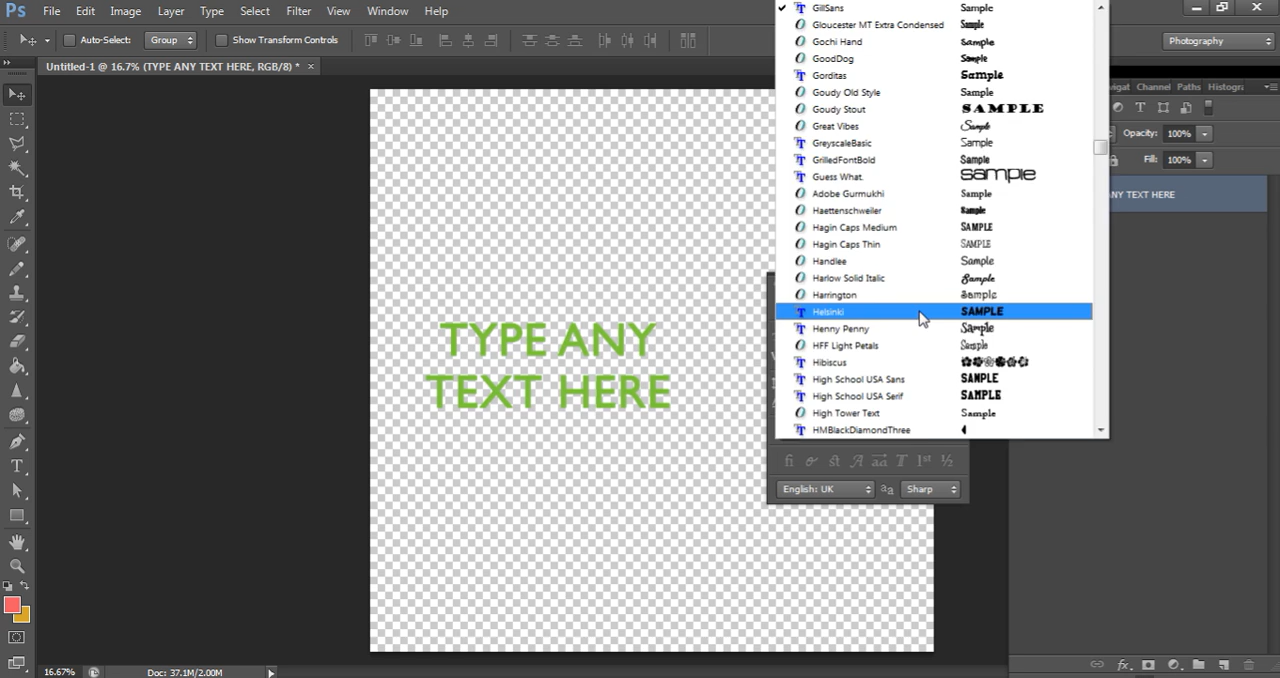 Ps File Edit Image Layer Type Select Filter View Window Help
Auto-Select: Group Show Transform Controls Photography
Untitled-1 @ 16.7% (TYPE ANY TEXT HERE, RGB/8) * ×
TYPE ANY
TEXT HERE
GillSans Sample
Gloucester MT Extra Condensed Sample
Gochi Hand Sample
GoodDog Sample
Gorditas Sample
Goudy Old Style Sample
Goudy Stout SAMPLE
Great Vibes Sample
GreyscaleBasic Sample
GrilledFontBold Sample
Guess What. sample
Adobe Gurmukhi Sample
Haettenschweiler Sample
Hagin Caps Medium SAMPLE
Hagin Caps Thin SAMPLE
Handlee Sample
Harlow Solid Italic Sample
Harrington Sample
Helsinki SAMPLE
Henny Penny Sample
HFF Light Petals Sample
Hibiscus
High School USA Sans SAMPLE
High School USA Serif SAMPLE
High Tower Text Sample
HMBlackDiamondThree
English: UK aa Sharp
Channel Paths
Opacity: 100%
Fill: 100%
NY TEXT HERE
16.67% Doc: 37.1M/2.00M